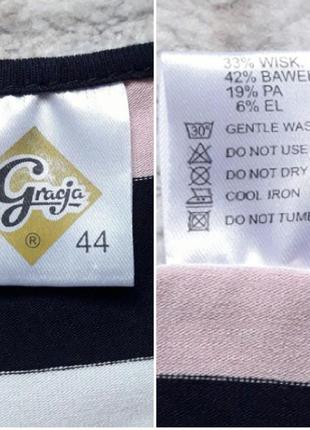 Gracja
® 44
33% WISK.
42% BAWEŁ
19% PA
6% EL
30° GENTLE WAS
DO NOT USE
DO NOT DRY
COOL IRON
DO NOT TUMB